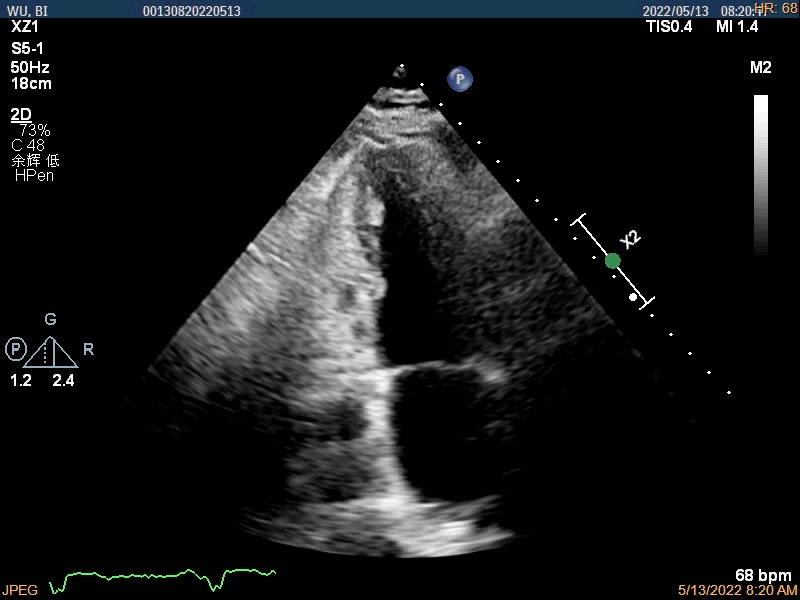 WU, BI 00130820220513 2022/05/13 08:20:17
HR: 68
XZ1 TIS0.4 MI 1.4
S5-1
50Hz
18cm
M2
2D
73%
C 48
余辉 低
HPen
P
X2
G
P R
1.2 2.4
68 bpm
JPEG 5/13/2022 8:20 AM